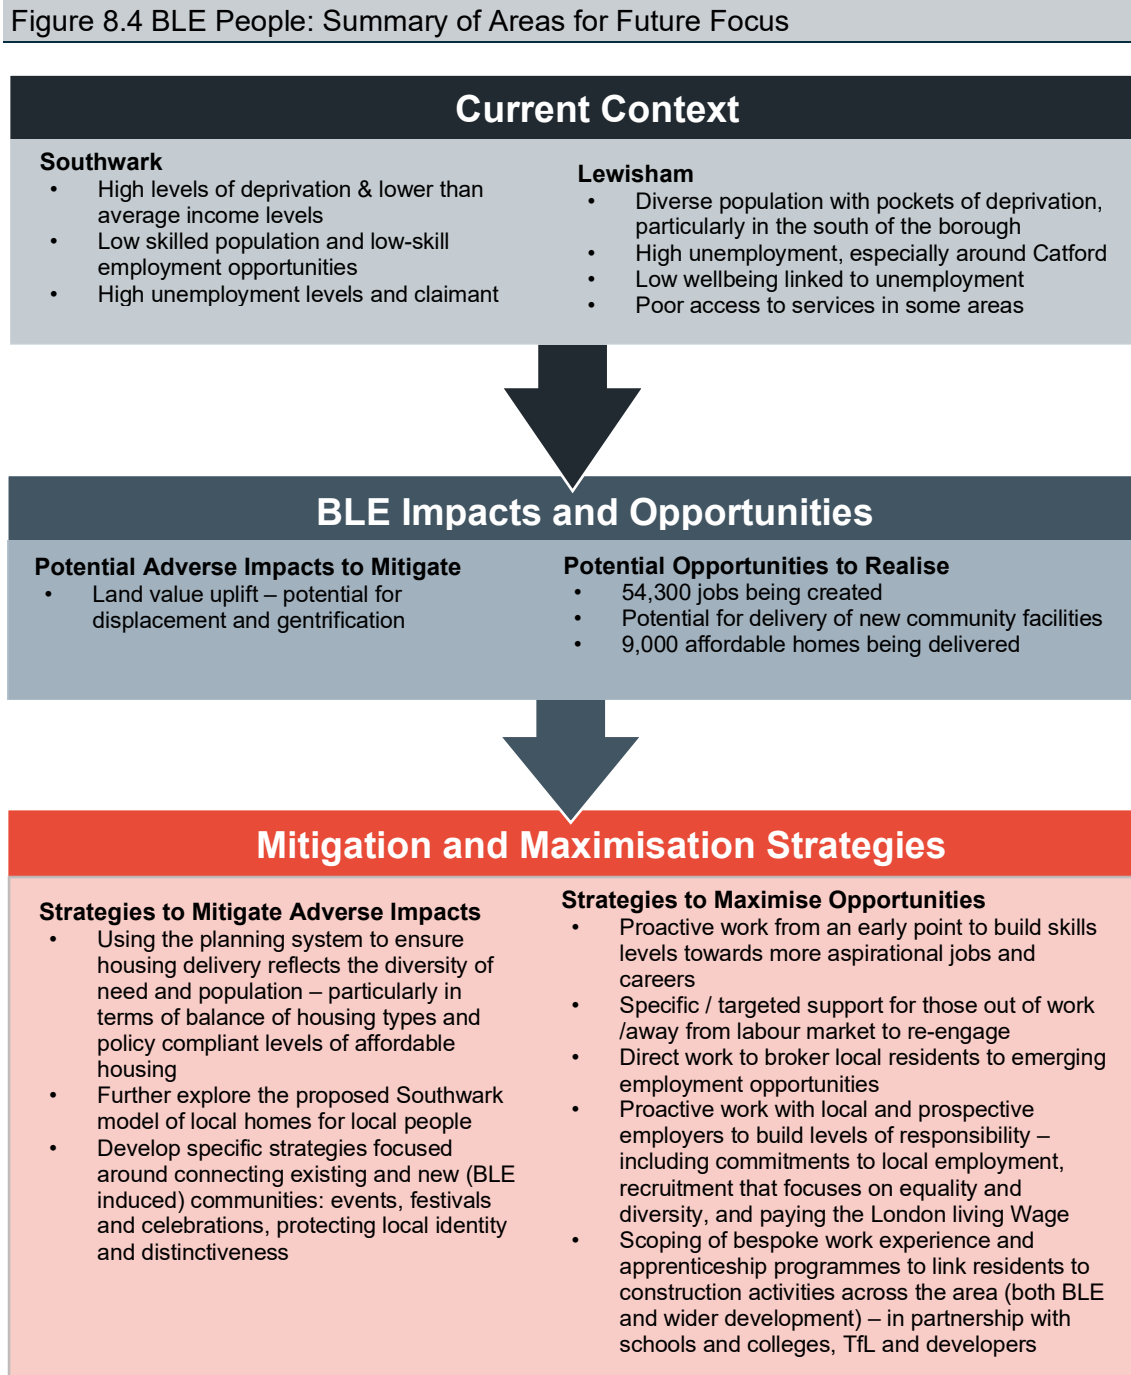 Figure 8.4 BLE People: Summary of Areas for Future Focus
Current Context
Southwark
• High levels of deprivation & lower than
average income levels
• Low skilled population and low-skill
employment opportunities
• High unemployment levels and claimant
Lewisham
• Diverse population with pockets of deprivation,
particularly in the south of the borough
• High unemployment, especially around Catford
• Low wellbeing linked to unemployment
• Poor access to services in some areas
BLE Impacts and Opportunities
Potential Adverse Impacts to Mitigate
• Land value uplift – potential for
displacement and gentrification
Potential Opportunities to Realise
• 54,300 jobs being created
• Potential for delivery of new community facilities
• 9,000 affordable homes being delivered
Mitigation and Maximisation Strategies
Strategies to Mitigate Adverse Impacts
• Using the planning system to ensure
housing delivery reflects the diversity of
need and population – particularly in
terms of balance of housing types and
policy compliant levels of affordable
housing
• Further explore the proposed Southwark
model of local homes for local people
• Develop specific strategies focused
around connecting existing and new (BLE
induced) communities: events, festivals
and celebrations, protecting local identity
and distinctiveness
Strategies to Maximise Opportunities
• Proactive work from an early point to build skills
levels towards more aspirational jobs and
careers
• Specific / targeted support for those out of work
/away from labour market to re-engage
• Direct work to broker local residents to emerging
employment opportunities
• Proactive work with local and prospective
employers to build levels of responsibility –
including commitments to local employment,
recruitment that focuses on equality and
diversity, and paying the London living Wage
• Scoping of bespoke work experience and
apprenticeship programmes to link residents to
construction activities across the area (both BLE
and wider development) – in partnership with
schools and colleges, TfL and developers